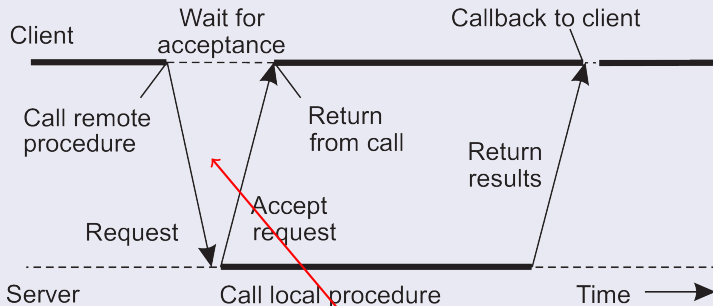 Client
Wait for
acceptance
Callback to client
Call remote
procedure
Return
from call
Return
results
Accept
request
Request
Server
Call local procedure
Time